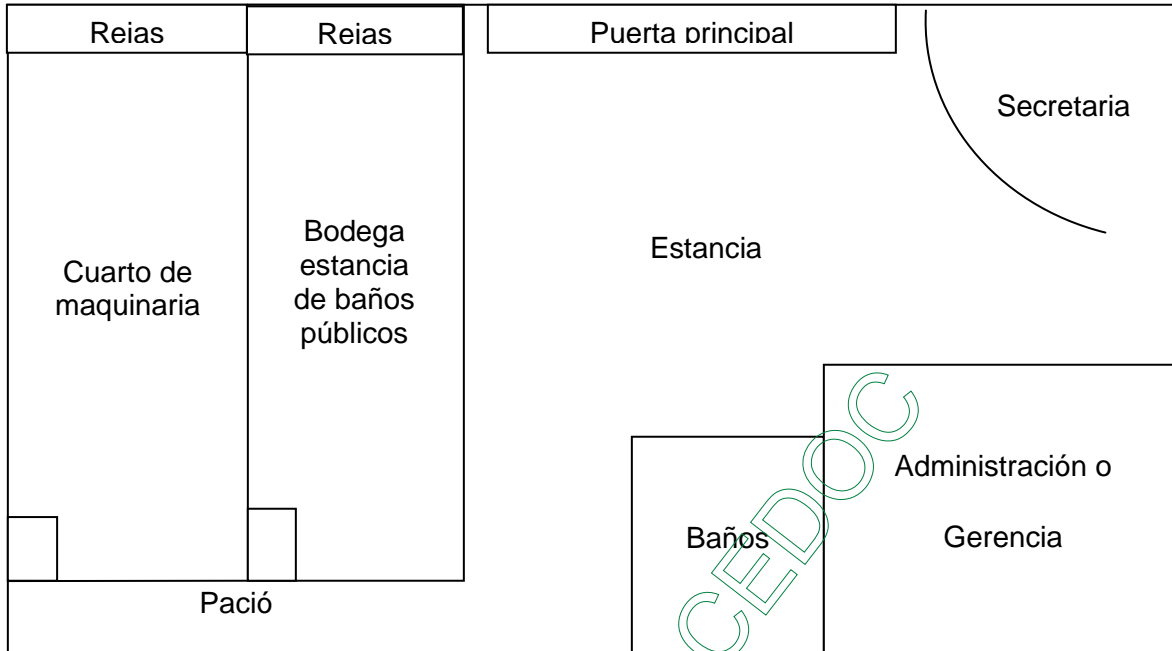 Rejas
Rejas
Puerta principal
Secretaria
Bodega
estancia
de baños
públicos
Cuarto de
maquinaria
Estancia
Administración o
Gerencia
Baños
Pació
CEDOC